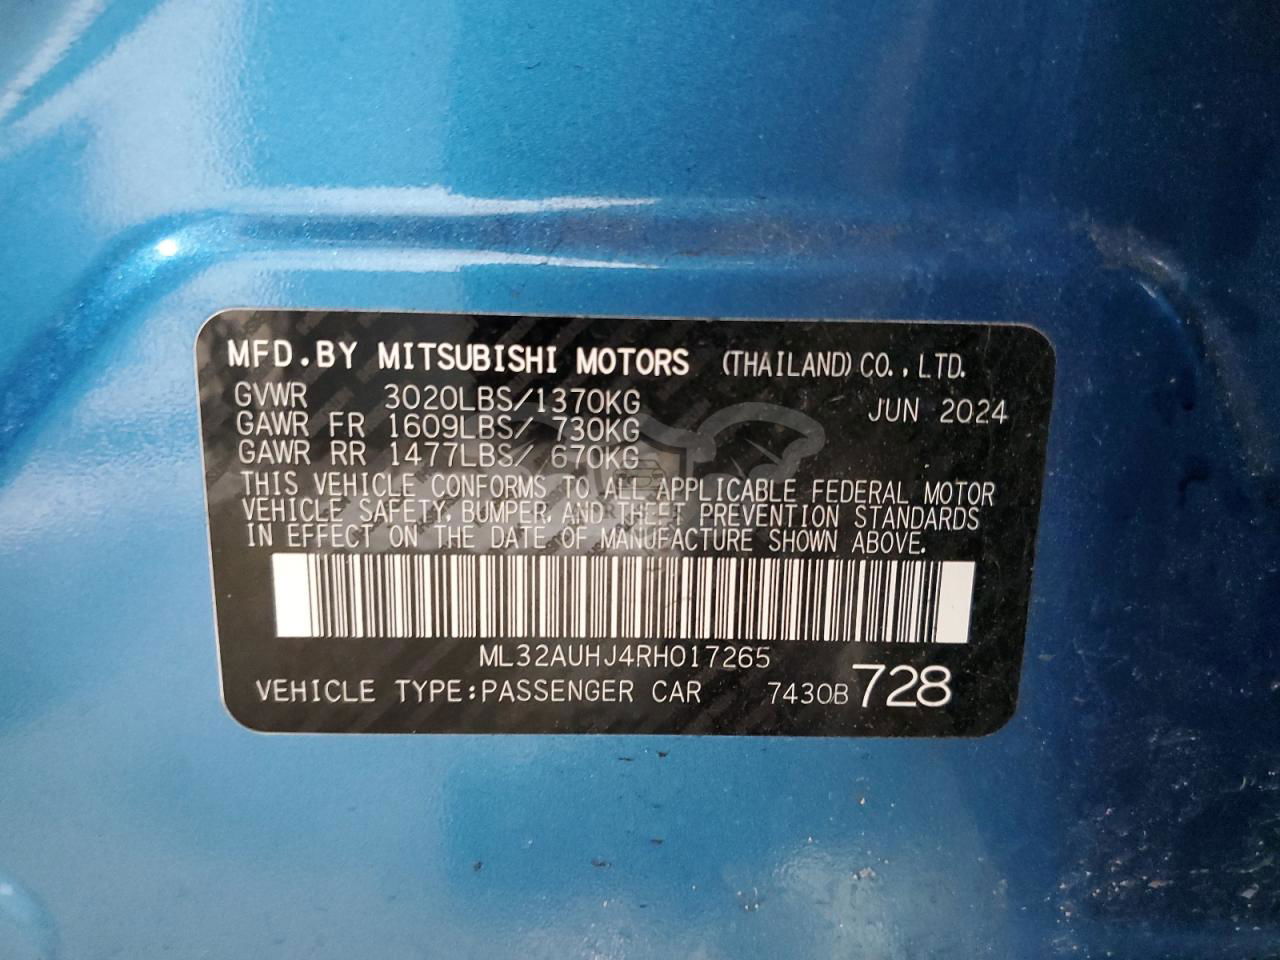 MFD.BY MITSUBISHI MOTORS (THAILAND) CO., LTD.
GVWR 3020LBS/1370KG JUN 2024
GAWR FR 1609LBS/ 730KG
GAWR RR 1477LBS/ 670KG
THIS VEHICLE CONFORMS TO ALL APPLICABLE FEDERAL MOTOR
VEHICLE SAFETY, BUMPER, AND THEFT PREVENTION STANDARDS
IN EFFECT ON THE DATE OF MANUFACTURE SHOWN ABOVE.
ML32AUHJ4RH017265
VEHICLE TYPE:PASSENGER CAR 7430B 728